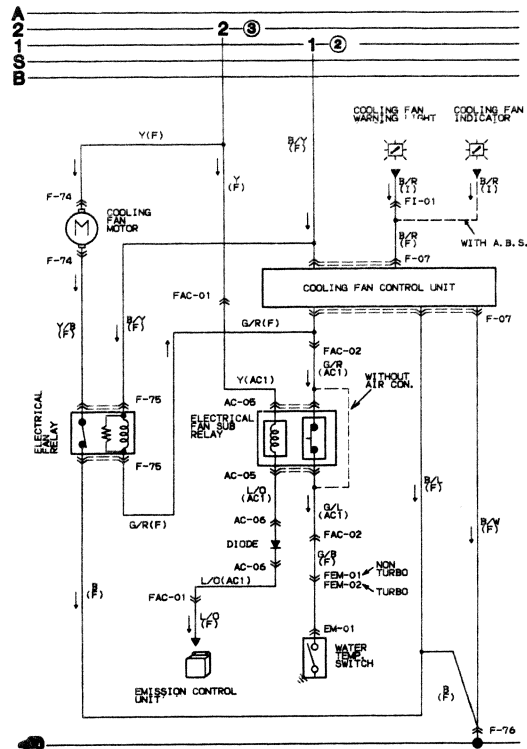 A
2
1
S
B
2 ③
1 ②
COOLING FAN
COOLING FAN
INDICATOR
Y(F)
B/Y
(F)
Y
(F)
B/R
(I)
B/R
(I)
FI-01
F-74
COOLING
FAN
MOTOR
M
B/R
(F)
WITH A.B.S.
F-74
F-07
COOLING FAN CONTROL UNIT
FAC-01
F-07
Y/B
(F)
B/Y
(F)
G/R(F)
FAC-02
G/R
(AC1)
WITHOUT
AIR CON.
Y(AC1)
F-75
AC-05
ELECTRICAL
FAN
RELAY
ELECTRICAL
FAN SUB
RELAY
F-75
AC-05
B/L
(F)
L/O
(AC1)
G/L
(AC1)
G/R(F)
AC-06
FAC-02
B/W
(F)
DIODE
G/B
(F)
NON
TURBO
AC-06
FEM-01
FEM-02
TURBO
L/O(AC1)
(F)
FAC-01
L/O
(F)
EM-01
WATER
TEMP.
SWITCH
EMISSION CONTROL
UNIT
B
(F)
F-76